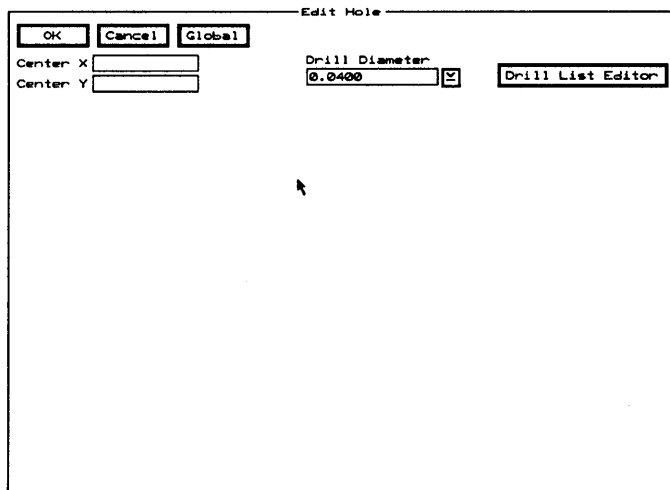 Edit Hole
OK Cancel Global
Center X
Drill Diameter
0.0400
Drill List Editor
Center Y